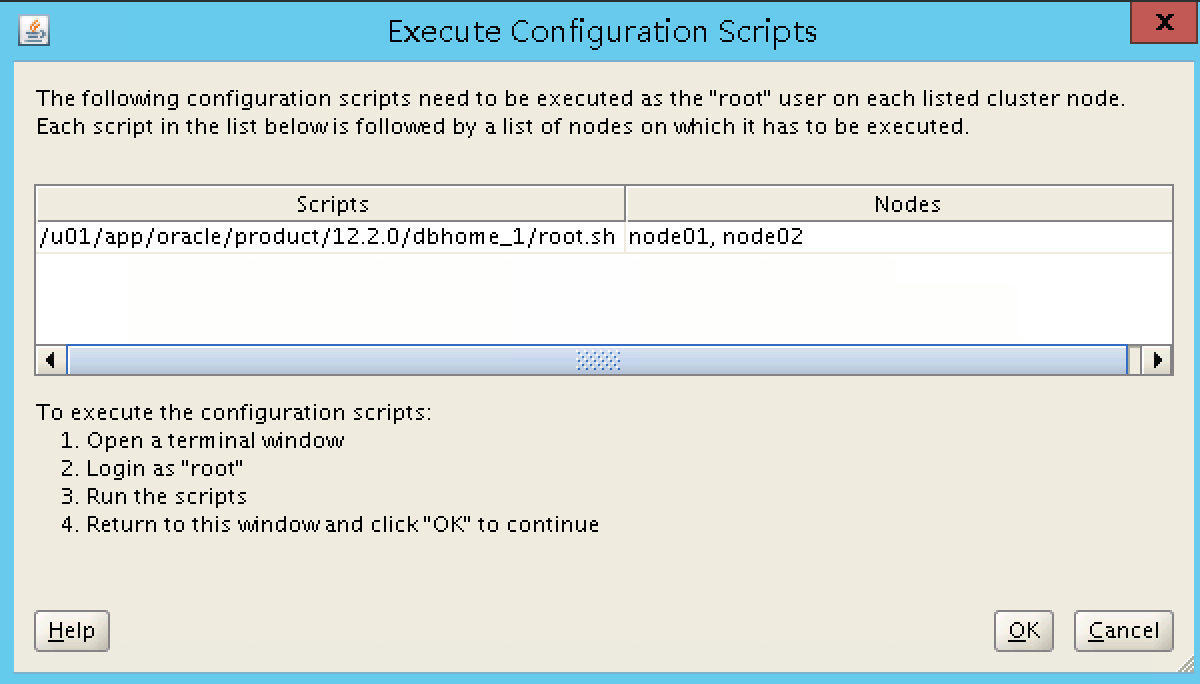 Execute Configuration Scripts
X
The following configuration scripts need to be executed as the "root" user on each listed cluster node.
Each script in the list below is followed by a list of nodes on which it has to be executed.
Scripts Nodes
/u01/app/oracle/product/12.2.0/dbhome_1/root.sh node01, node02
To execute the configuration scripts:
1. Open a terminal window
2. Login as "root"
3. Run the scripts
4. Return to this window and click "OK" to continue
Help OK Cancel